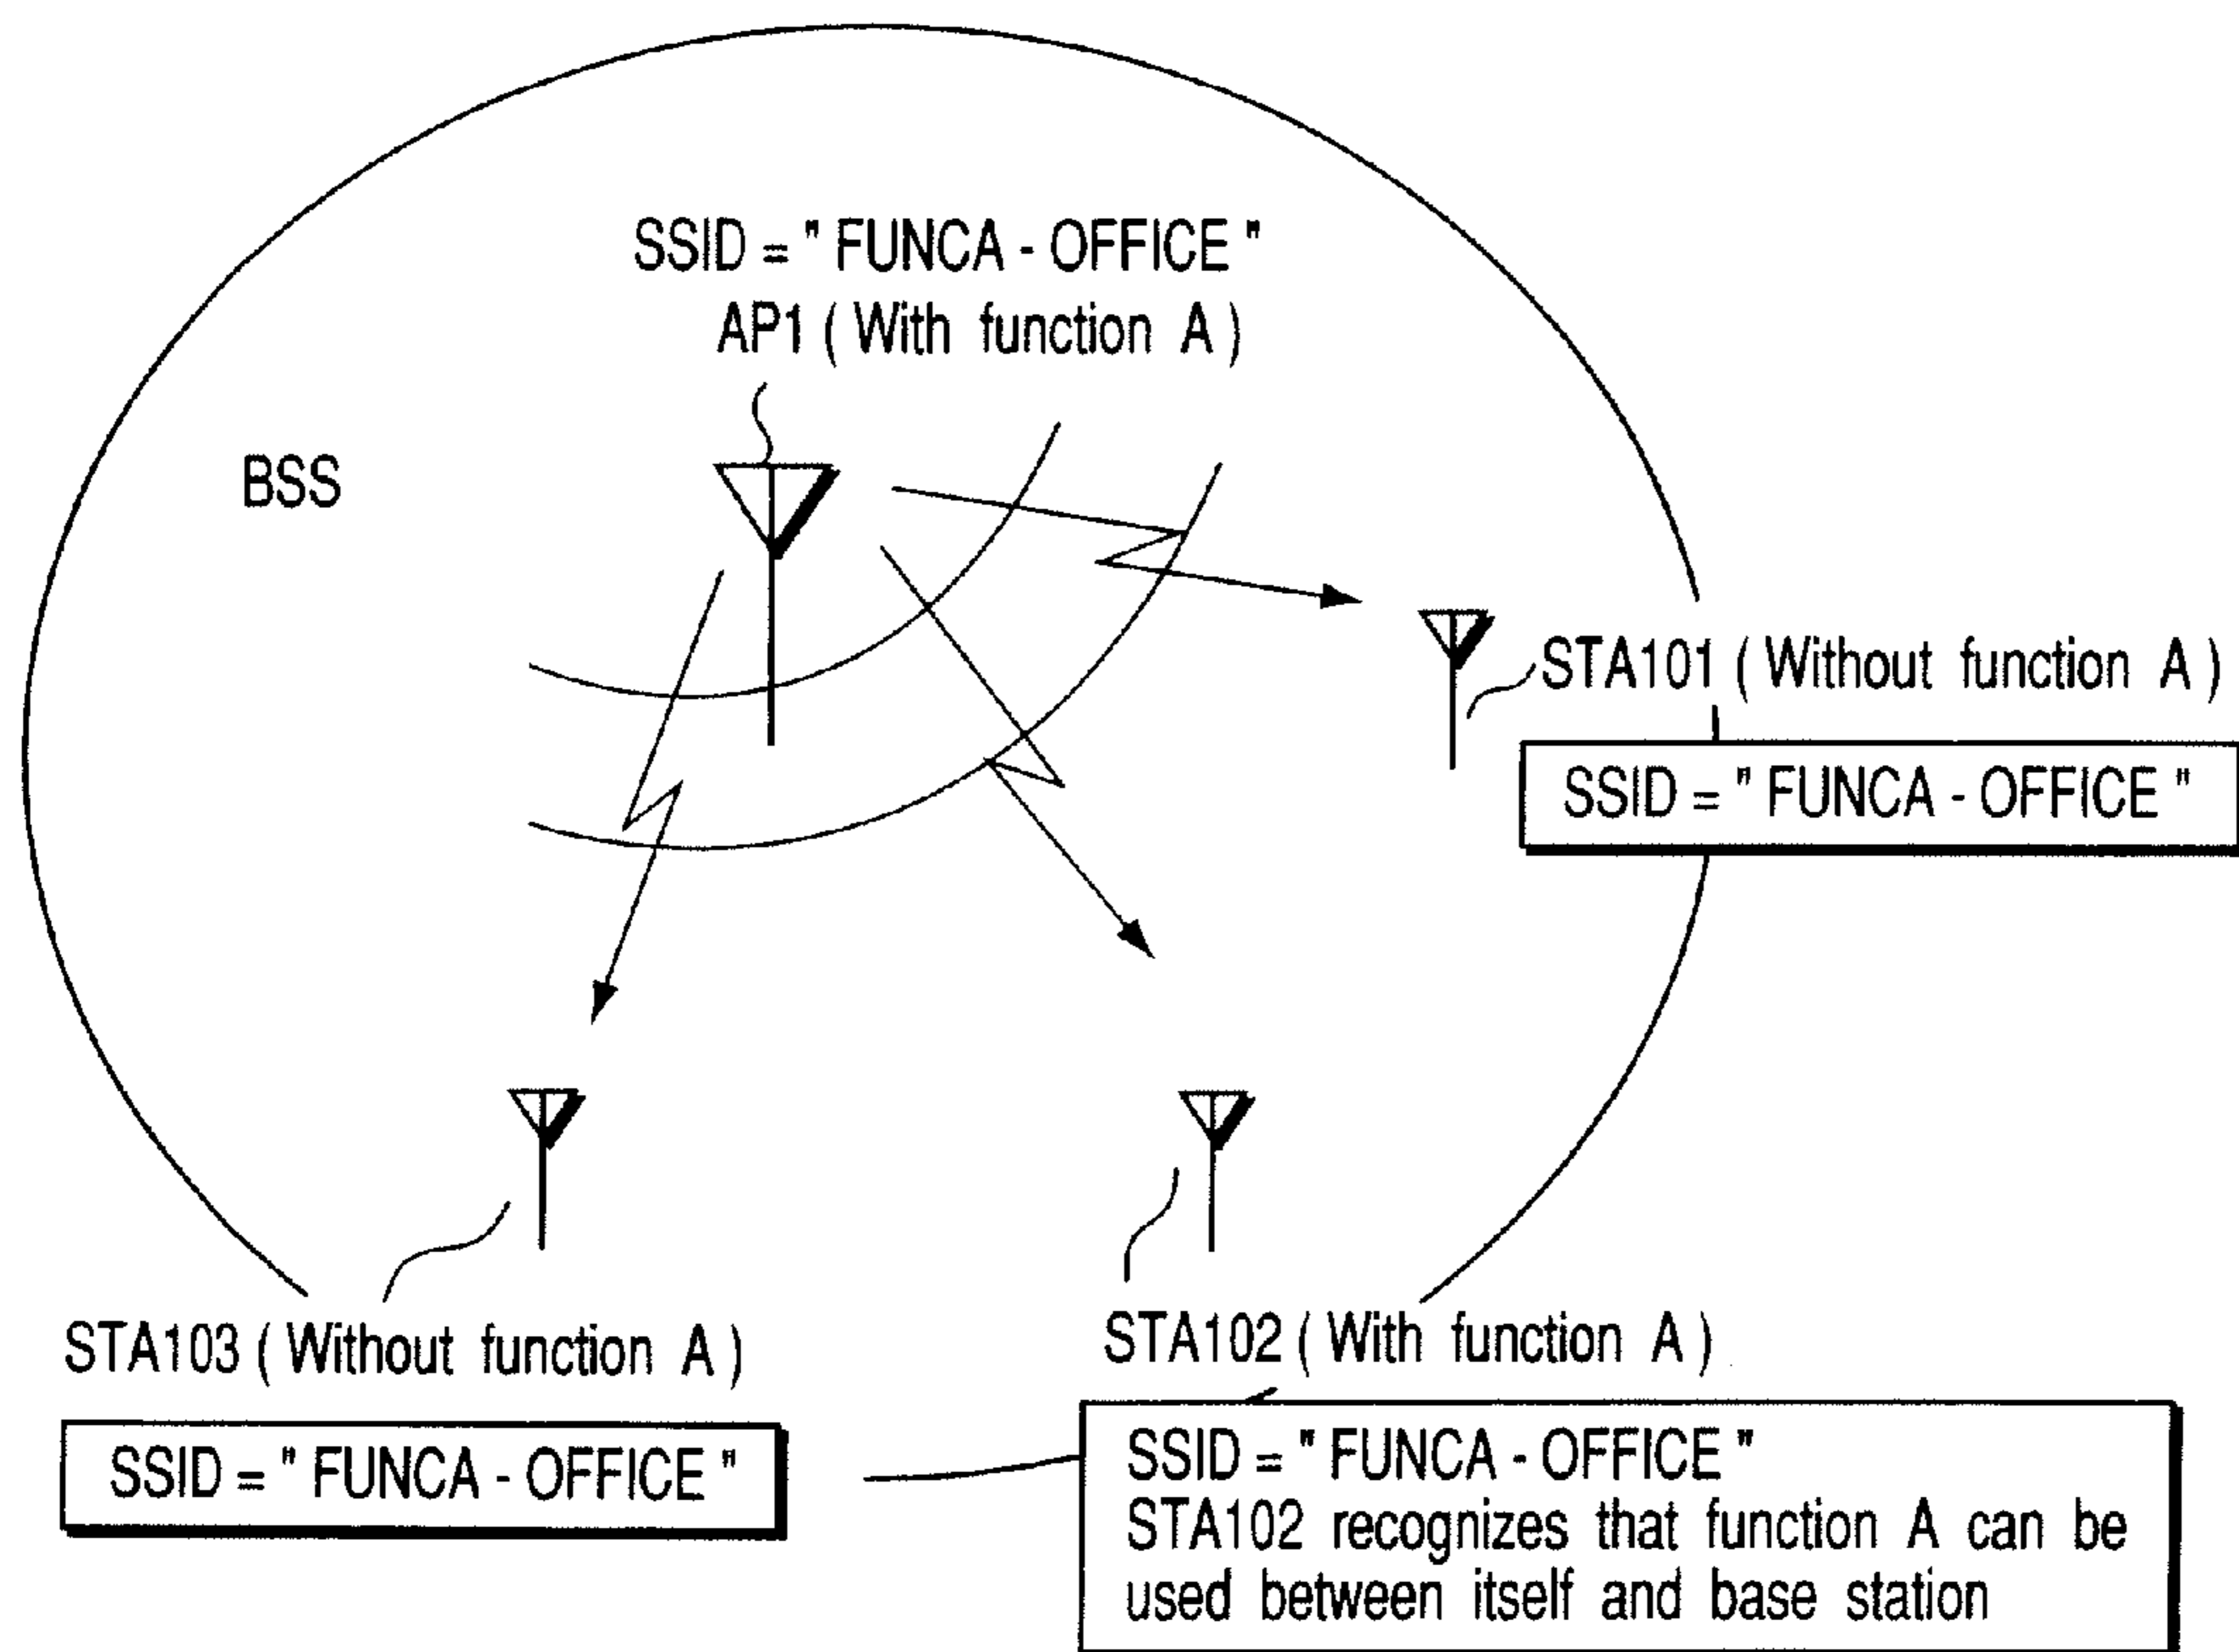 SSID = " FUNCA - OFFICE "
AP1 ( With function A )
BSS
STA101 ( Without function A )
SSID = " FUNCA - OFFICE "
STA103 ( Without function A )
SSID = " FUNCA - OFFICE "
STA102 ( With function A )
SSID = " FUNCA - OFFICE "
STA102 recognizes that function A can be
used between itself and base station